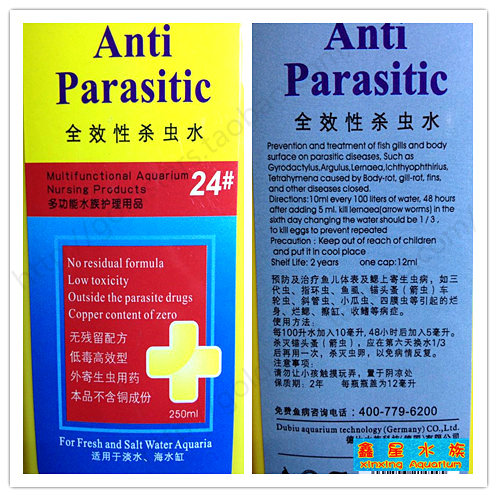 Anti
Parasitic
全效性杀虫水
Multifunctional Aquarium
Nursing Products
多功能水族护理用品
24#
No residual formula
Low toxicity
Outside the parasite drugs
Copper content of zero
无残留配方
低毒高效型
外寄生虫用药
本品不含铜成份
250ml
For Fresh and Salt Water Aquaria
适用于淡水、海水缸
Anti
Parasitic
全效性杀虫水
Prevention and treatment of fish gills and body
surface on parasitic diseases, Such as
Gyrodactylus,Argulus,Lernaea,Ichthyophthirius,
Tetrahymena caused by Body-rot, gill-rot, fins,
and other diseases closed.
Directions:10ml every 100 liters of water, 48 hours
after adding 5 ml. kill lernaea(arrow worms) in the
sixth day changing the water should be 1/3 ,
to kill eggs to prevent repeated
Precaution : Keep out of reach of children
and put it in cool place
Shelf Life: 2 years one cap:12ml
预防及治疗鱼儿体表及鳃上寄生虫病，如三
代虫、指环虫、鱼虱、锚头蚤（箭虫）车
轮虫、斜管虫、小瓜虫、四膜虫等引起的烂
身、烂鳃、擦缸、收鳍等病症。
使用方法：
每100升水加入10毫升，48小时后加入5毫升。
杀灭锚头蚤（箭虫），应在第六天换水1/3
后再用一次，杀灭虫卵，以免病情反复。
注意事项：
请勿让小孩触摸玩弄，置于阴凉处
保质期：2年 每瓶瓶盖为12毫升
免费鱼病咨询电话：400-779-6200
Dubiu aquarium technology (Germany) CO.,Ltd.
鑫星水族
xinxing Aquarium